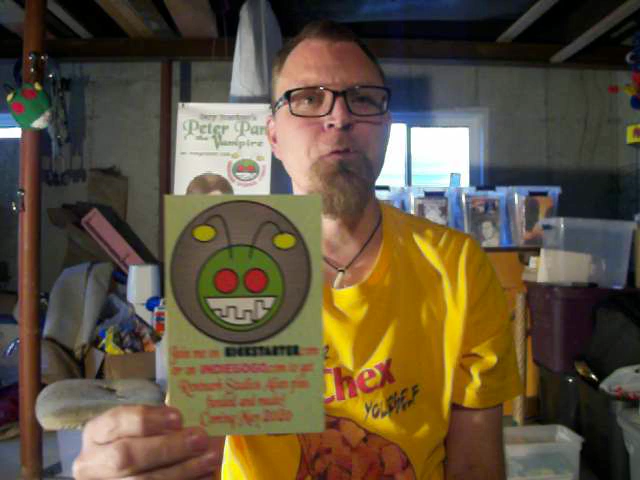 Peter Pan
the Vampire
Join me on KICKSTARTER.com
or on INDIEGOGO.com to get
Studios Alien pins
funded and made!
Coming May 2020
Chex
YOURSELF